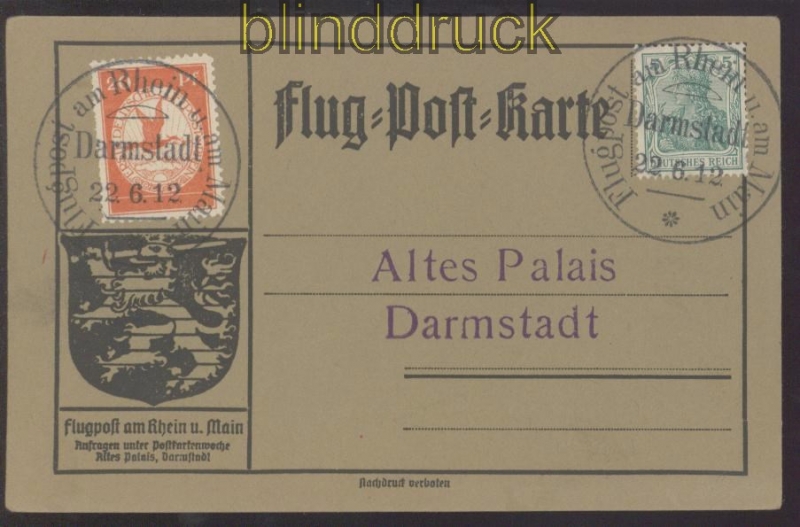 blinddruck
Flugpost am Rhein u. am Main
Darmstadt
22.6.12
Flug=Post=Karte
5
DEUTSCHES REICH
Flugpost am Rhein u. am Main
Darmstadt
22.6.12
Altes Palais
Darmstadt
Flugpost am Rhein u. Main
Anfragen unter Postkartenwoche
Altes Palais, Darmstadt
Nachdruck verboten